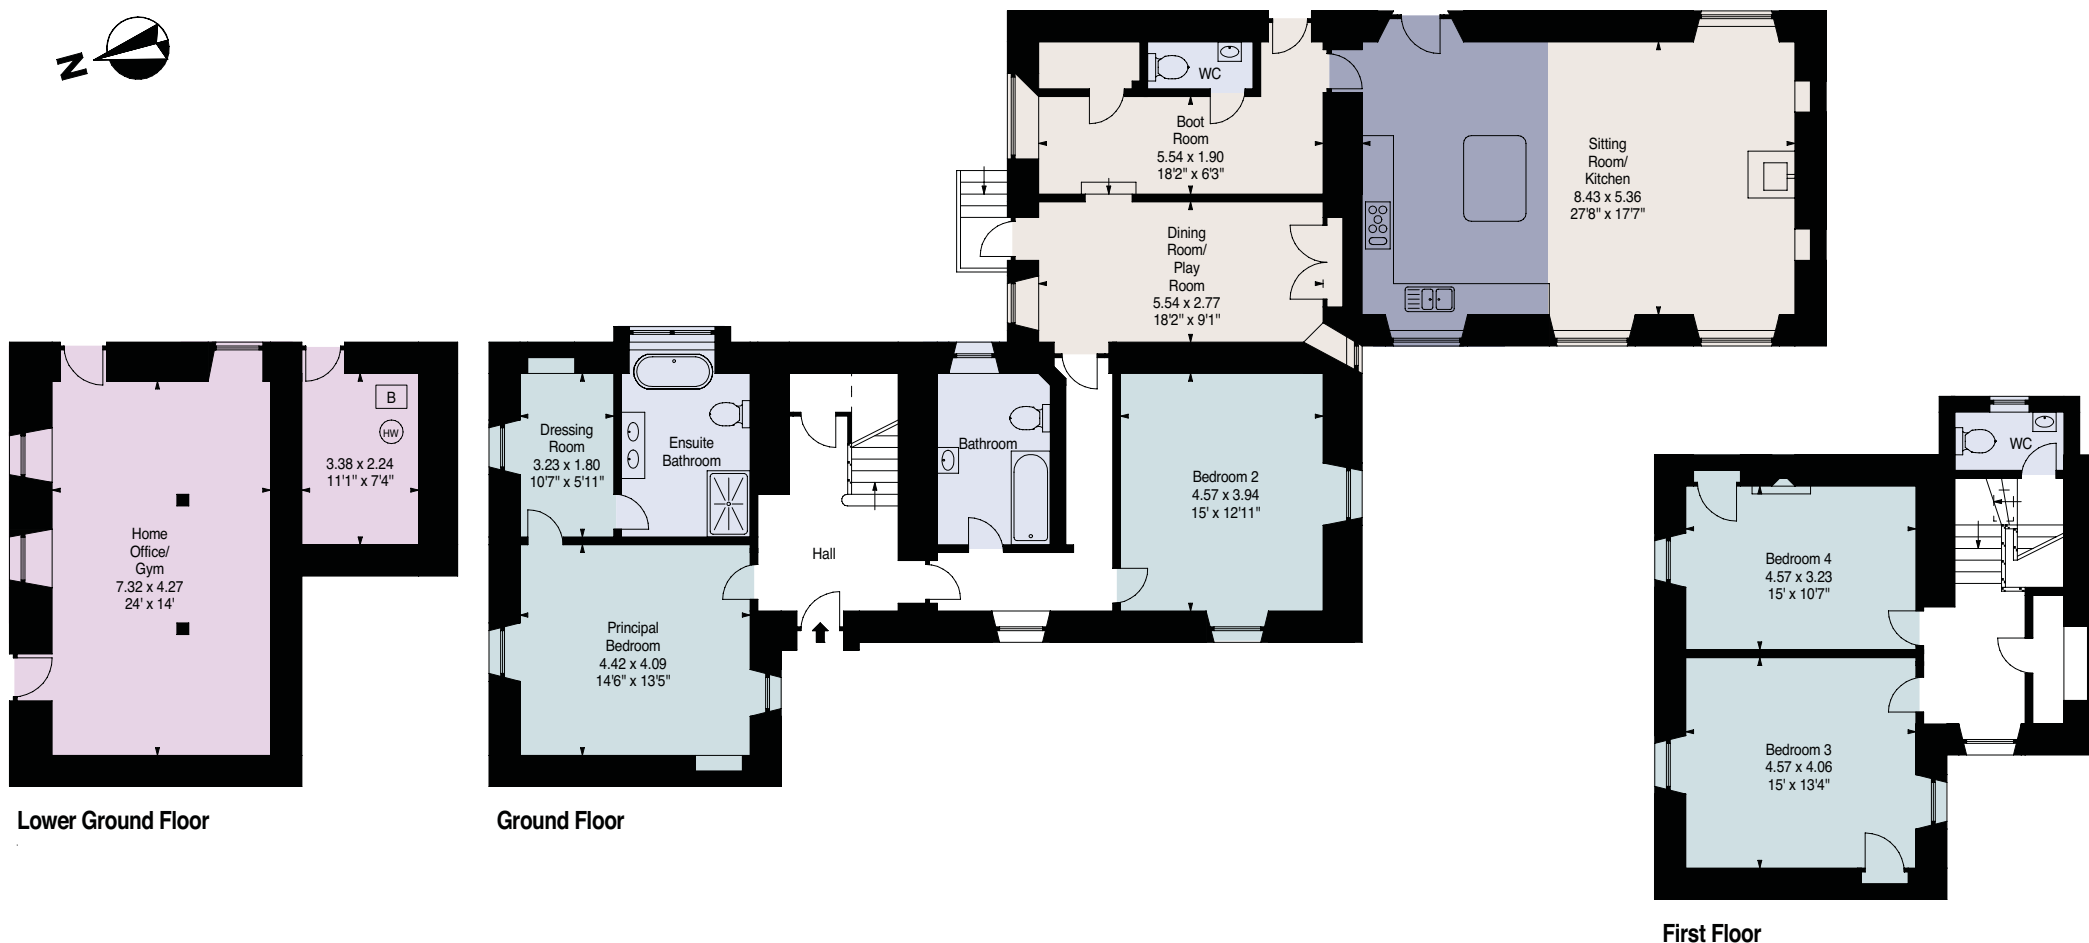 N
WC
Boot
Room
5.54 x 1.90
18'2" x 6'3"
Sitting
Room/
Kitchen
8.43 x 5.36
27'8" x 17'7"
Dining
Room/
Play
Room
5.54 x 2.77
18'2" x 9'1"
B
HW
3.38 x 2.24
11'1" x 7'4"
Home
Office/
Gym
7.32 x 4.27
24' x 14'
Lower Ground Floor
Dressing
Room
3.23 x 1.80
10'7" x 5'11"
Ensuite
Bathroom
Bathroom
Bedroom 2
4.57 x 3.94
15' x 12'11"
Hall
Principal
Bedroom
4.42 x 4.09
14'6" x 13'5"
Ground Floor
WC
Bedroom 4
4.57 x 3.23
15' x 10'7"
Bedroom 3
4.57 x 4.06
15' x 13'4"
First Floor